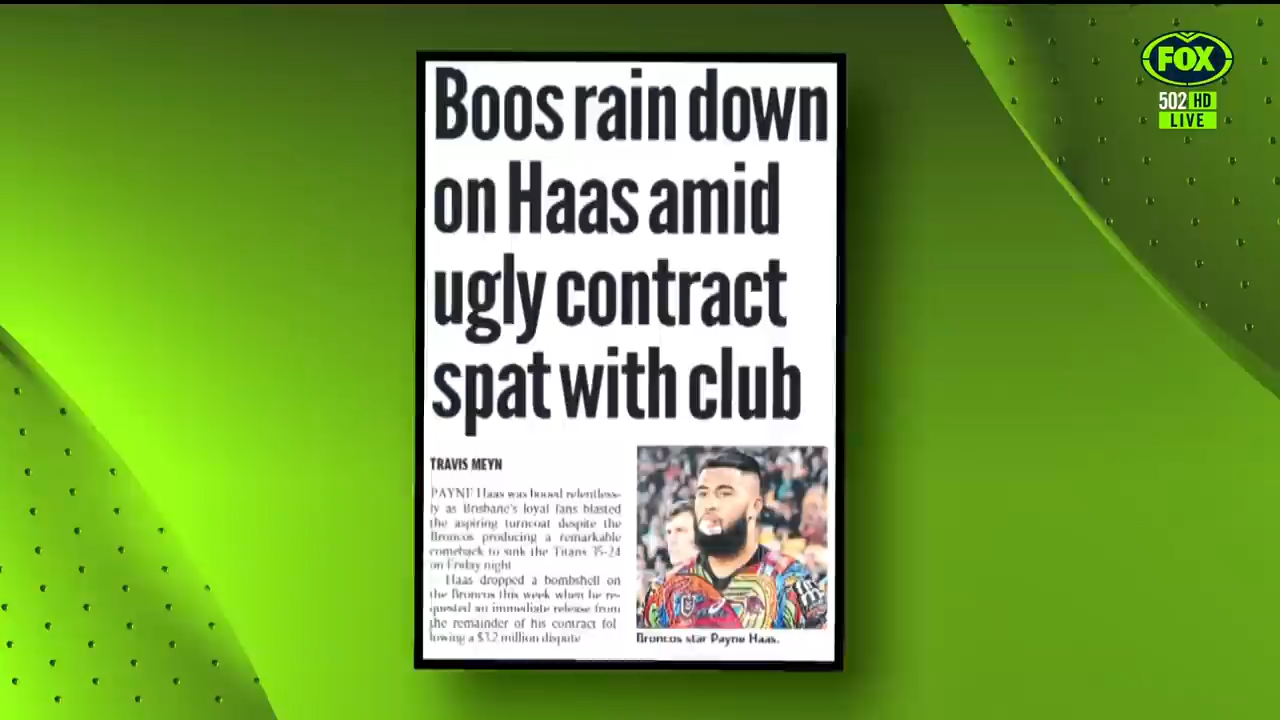 FOX
502 HD
LIVE
Boos rain down
on Haas amid
ugly contract
spat with club
TRAVIS MEYN
PAYNE Haas was booed relentless-
ly as Brisbane's loyal fans blasted
the aspiring turncoat despite the
Broncos producing a remarkable
comeback to sink the Titans 35-24
on Friday night
Haas dropped a bombshell on
the Broncos this week when he re-
quested an immediate release from
the remainder of his contract fol
lowing a $3.2 million dispute
Broncos star Payne Haas.